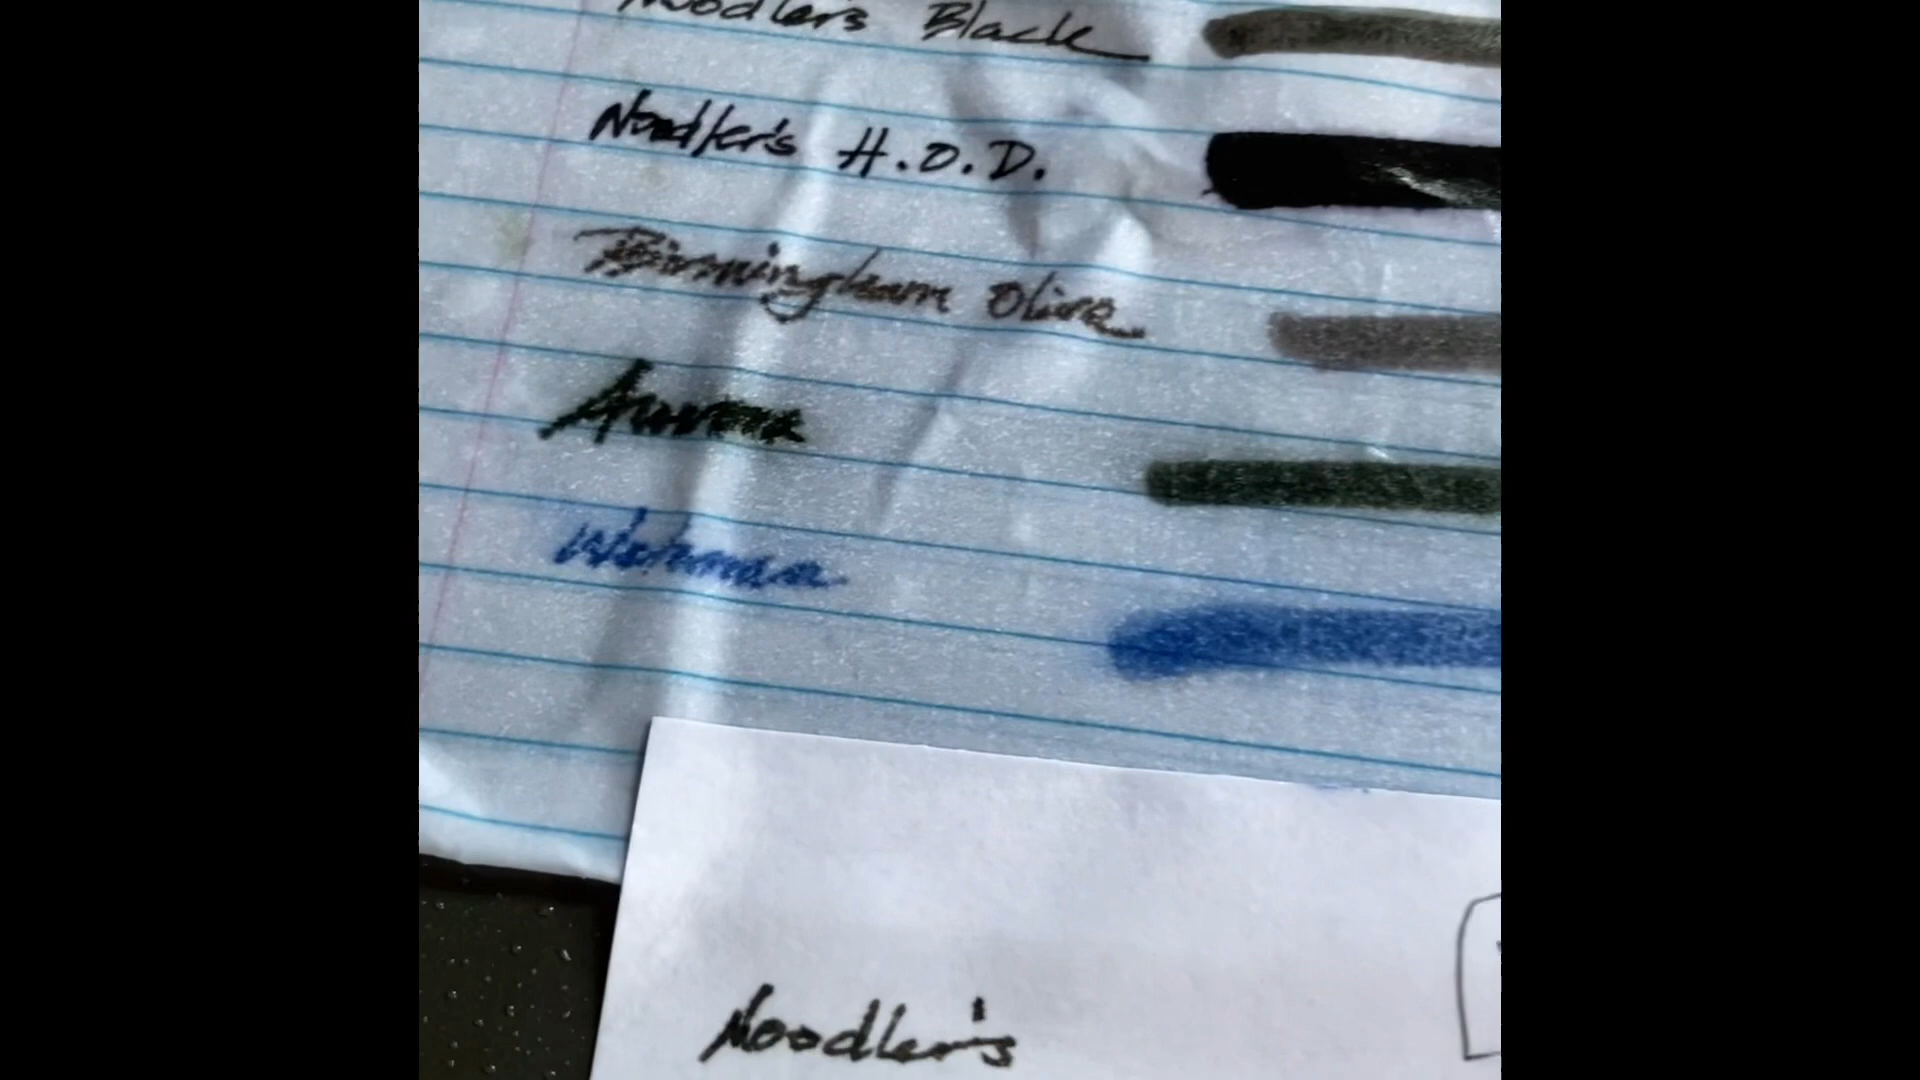 Noodler's Black
Noodler's H.O.D.
Birmingham Olive
Aurora
Waterman
Noodler's